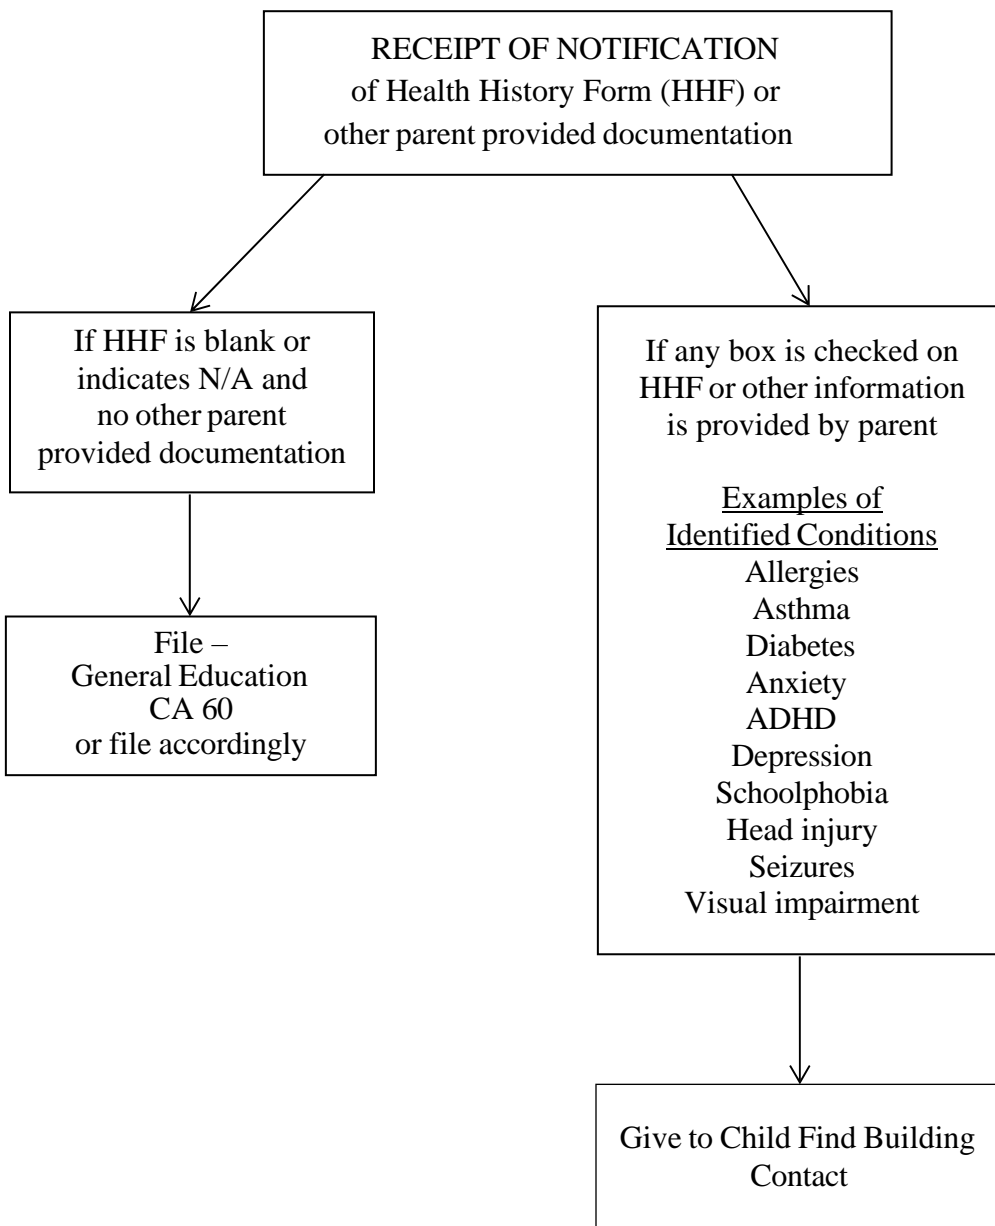 RECEIPT OF NOTIFICATION
of Health History Form (HHF) or
other parent provided documentation
If HHF is blank or
indicates N/A and
no other parent
provided documentation
File –
General Education
CA 60
or file accordingly
If any box is checked on
HHF or other information
is provided by parent
Examples of
Identified Conditions
Allergies
Asthma
Diabetes
Anxiety
ADHD
Depression
Schoolphobia
Head injury
Seizures
Visual impairment
Give to Child Find Building
Contact